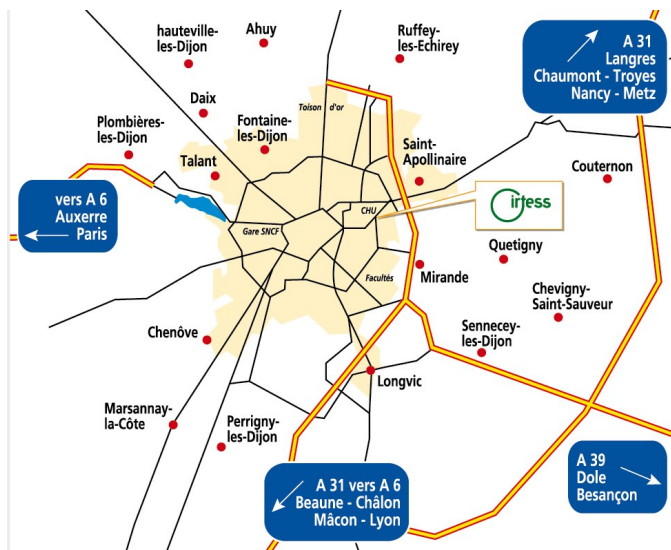 hauteville-
les-Dijon
Ahuy
Ruffey-
les-Echirey
A 31
Langres
Chaumont - Troyes
Nancy - Metz
Daix
Toison d'or
Plombières-
les-Dijon
Fontaine-
les-Dijon
Talant
Saint-
Apollinaire
Couternon
vers A 6
Auxerre
Paris
CHU
irtess
Gare SNCF
Quetigny
Facultés
Mirande
Chevigny-
Saint-Sauveur
Chenôve
Sennecey-
les-Dijon
Longvic
Marsannay-
la-Côte
Perrigny-
les-Dijon
A 31 vers A 6
Beaune - Châlon
Mâcon - Lyon
A 39
Dole
Besançon